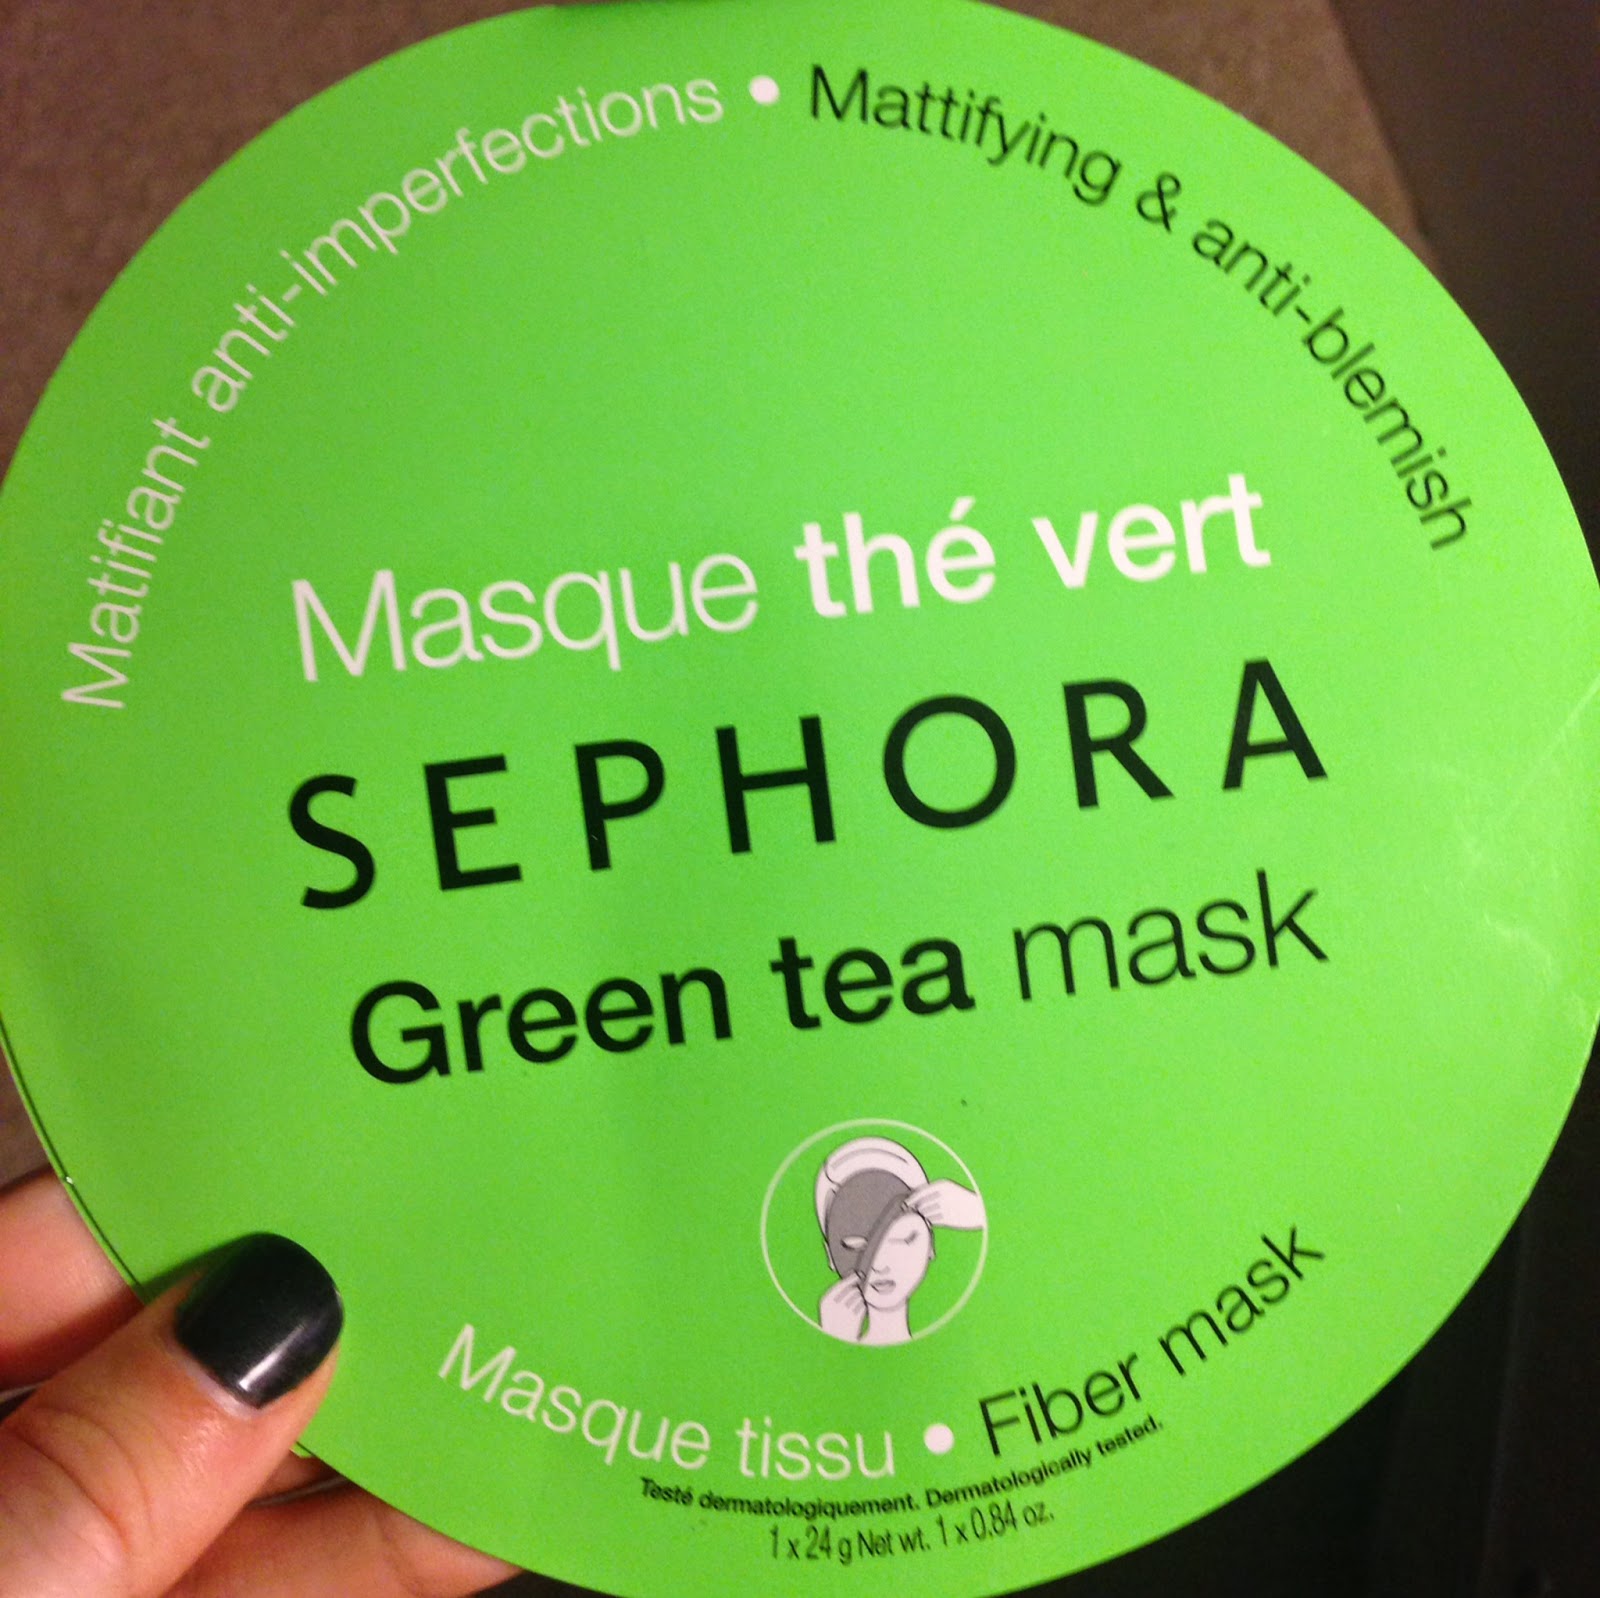 Matifiant anti-imperfections • Mattifying & anti-blemish
Masque thé vert
SEPHORA
Green tea mask
Masque tissu • Fiber mask
Testé dermatologiquement. Dermatologically tested.
1 x 24 g Net wt. 1 x 0.84 oz.